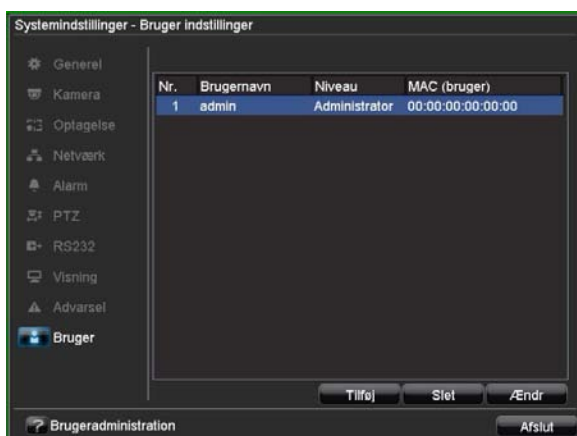 Systemindstillinger - Bruger indstillinger
Generel
Kamera
Optagelse
Netværk
Alarm
PTZ
RS232
Visning
Advarsel
Bruger
Nr. Brugernavn Niveau MAC (bruger)
1 admin Administrator 00:00:00:00:00:00
Tilføj Slet Ændr
? Brugeradministration Afslut